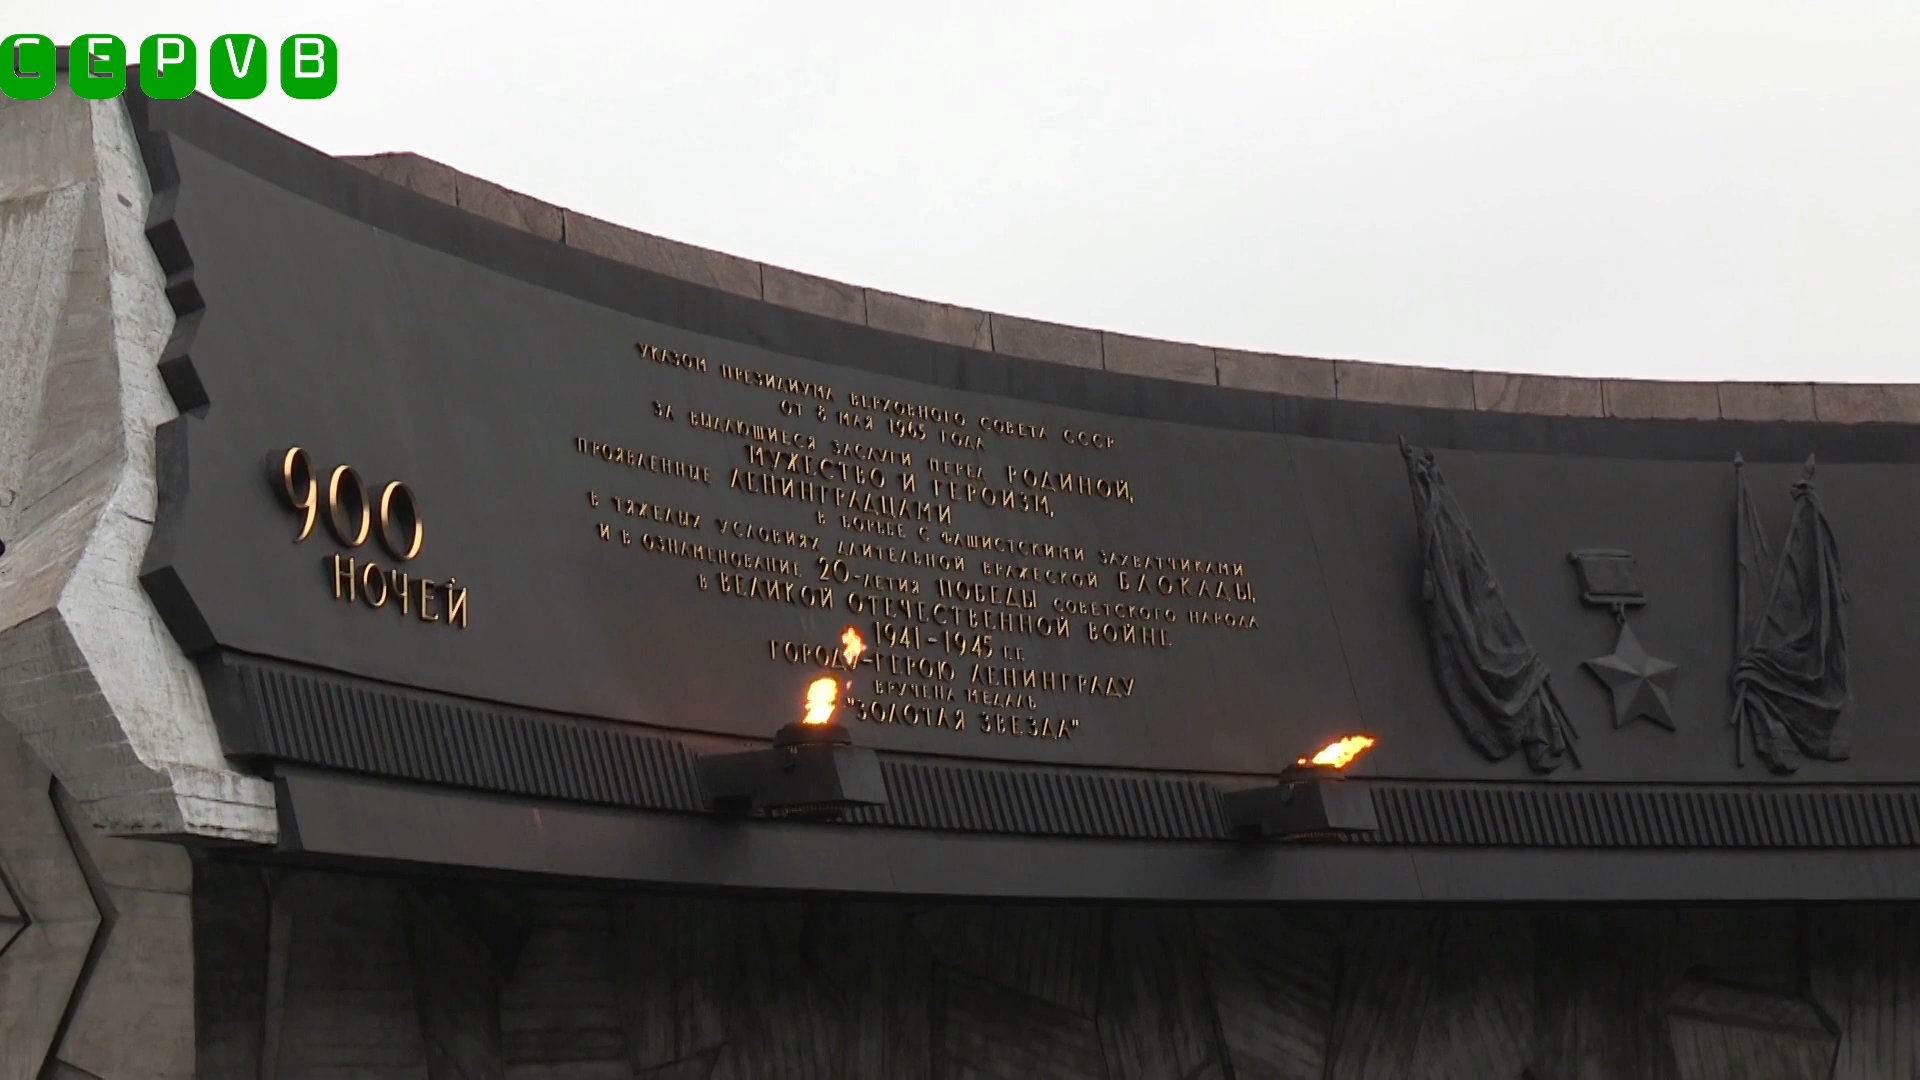 CEPVB
900
НОЧЕЙ
УКАЗОМ ПРЕЗИДИУМА ВЕРХОВНОГО СОВЕТА СССР
ОТ 8 МАЯ 1965 ГОДА
ЗА ВЫДАЮЩИЕСЯ ЗАСЛУГИ ПЕРЕД РОДИНОЙ,
МУЖЕСТВО И ГЕРОИЗМ,
ПРОЯВЛЕННЫЕ ЛЕНИНГРАДЦАМИ
В БОРЬБЕ С ФАШИСТСКИМИ ЗАХВАТЧИКАМИ
В ТЯЖЕЛЫХ УСЛОВИЯХ ДЛИТЕЛЬНОЙ ВРАЖЕСКОЙ БЛОКАДЫ,
И В ОЗНАМЕНОВАНИЕ 20-ЛЕТИЯ ПОБЕДЫ СОВЕТСКОГО НАРОДА
В ВЕЛИКОЙ ОТЕЧЕСТВЕННОЙ ВОЙНЕ
1941-1945 ГГ.
ГОРОДУ-ГЕРОЮ ЛЕНИНГРАДУ
ВРУЧЕНА МЕДАЛЬ
"ЗОЛОТАЯ ЗВЕЗДА"